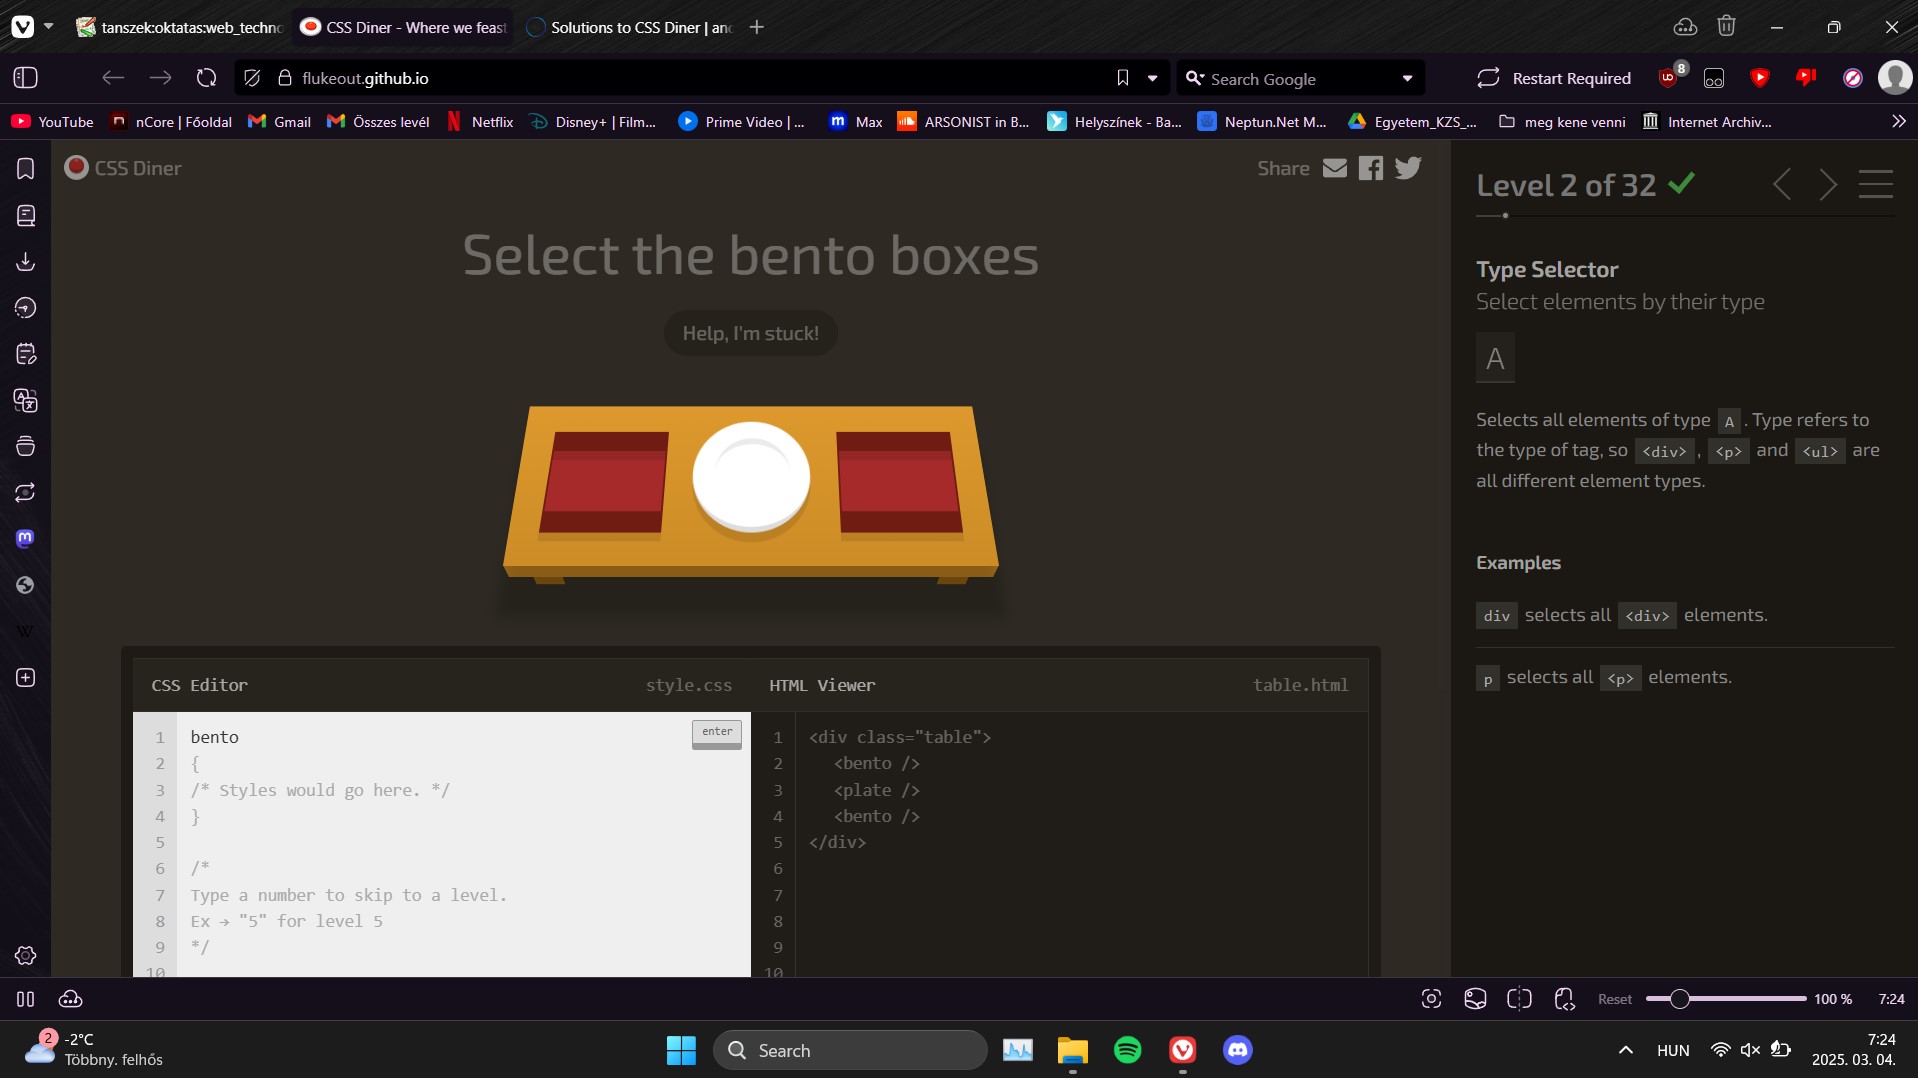 tanszek:oktatas:web_techno
CSS Diner - Where we feast
Solutions to CSS Diner | and
flukeout.github.io
Search Google
Restart Required
8
YouTube
nCore | Főoldal
Gmail
Összes levél
Netflix
Disney+ | Film...
Prime Video | ...
Max
ARSONIST in B...
Helyszínek - Ba...
Neptun.Net M...
Egyetem_KZS_...
meg kene venni
Internet Archiv...
CSS Diner
Share
Select the bento boxes
Help, I'm stuck!
CSS Editor
style.css
1 bento
2 {
3 /* Styles would go here. */
4 }
5
6 /*
7 Type a number to skip to a level.
8 Ex → "5" for level 5
9 */
10
enter
HTML Viewer
table.html
1 <div class="table">
2 <bento />
3 <plate />
4 <bento />
5 </div>
6
7
8
9
10
Level 2 of 32
Type Selector
Select elements by their type
A
Selects all elements of type A . Type refers to
the type of tag, so <div> , <p> and <ul> are
all different element types.
Examples
div selects all <div> elements.
p selects all <p> elements.
W
Reset
100 %
7:24
2
-2°C
Többny. felhős
Search
HUN
7:24
2025. 03. 04.